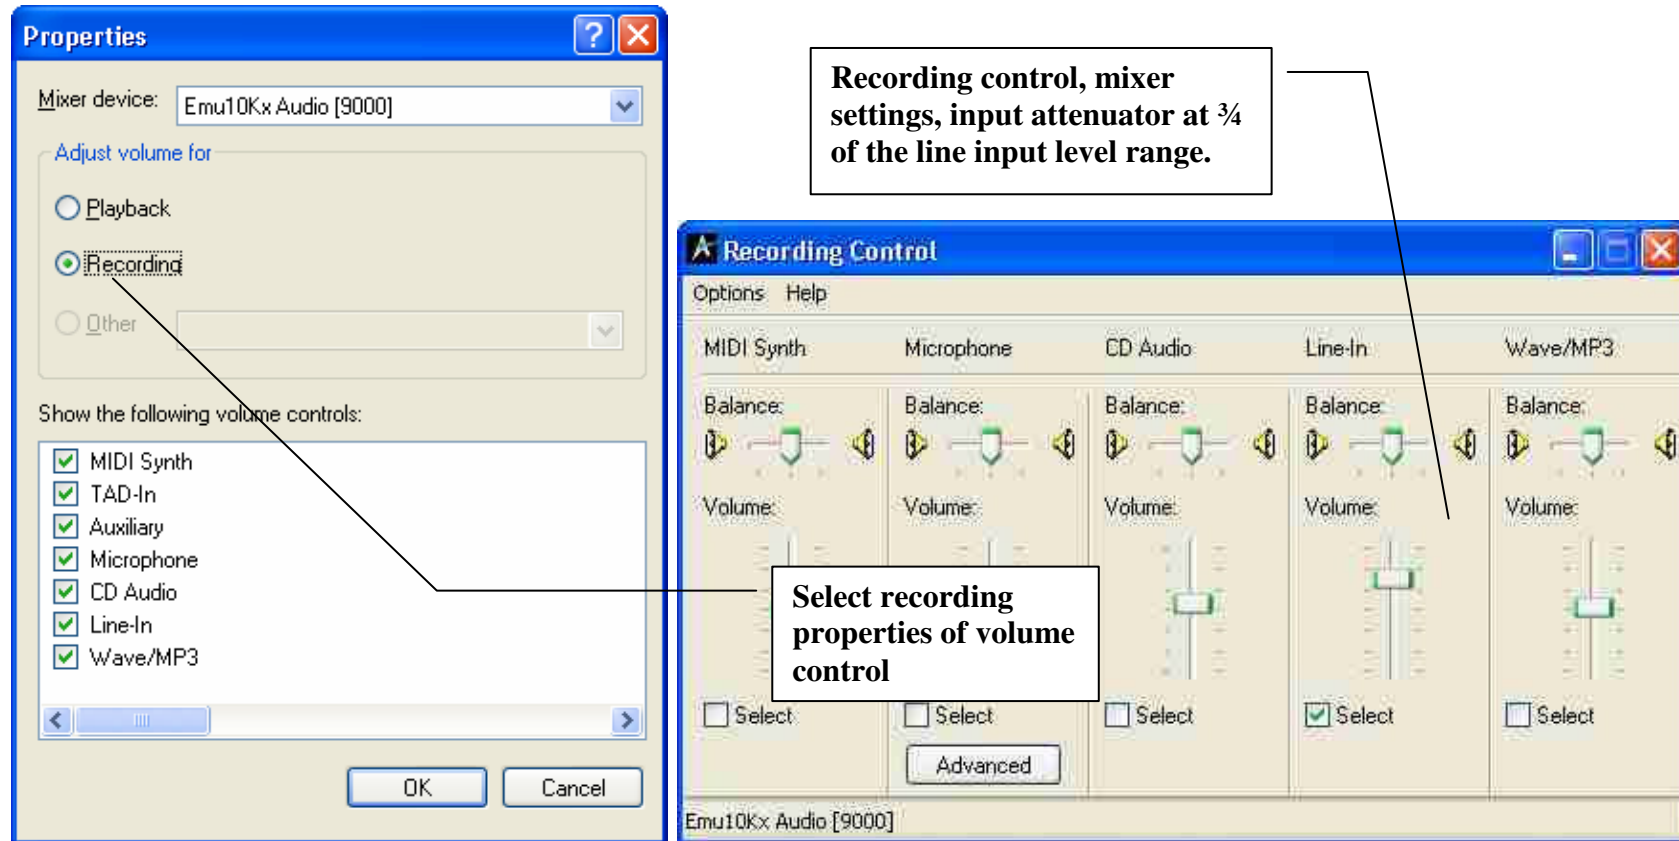 Properties
Mixer device:
Emu10Kx Audio [9000]
Adjust volume for
Playback
Recording
Other
Show the following volume controls:
MIDI Synth
TAD-In
Auxiliary
Microphone
CD Audio
Line-In
Wave/MP3
OK
Cancel
Recording control, mixer
settings, input attenuator at ¾
of the line input level range.
Recording Control
Options Help
MIDI Synth Microphone CD Audio Line-In Wave/MP3
Balance: Balance: Balance: Balance: Balance:
Volume: Volume: Volume: Volume: Volume:
Select recording
properties of volume
control
Select Select Select Select Select
Advanced
Emu10Kx Audio [9000]